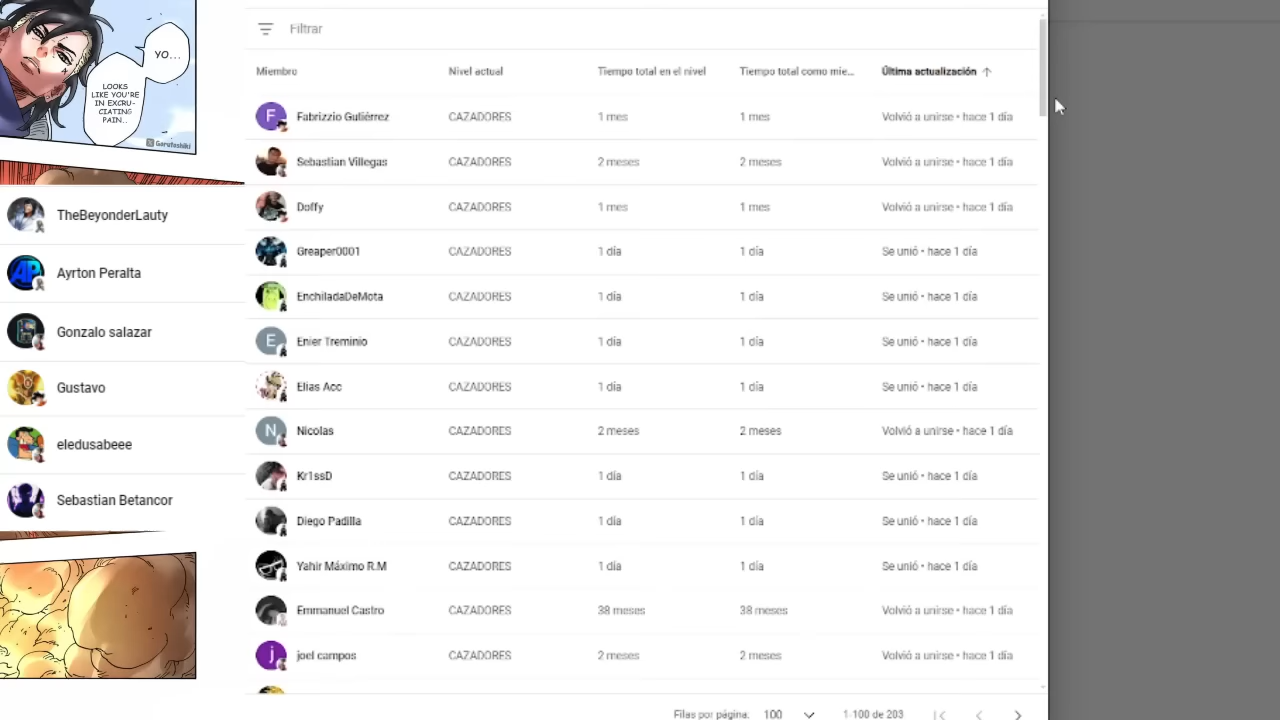 YO...
LOOKS
LIKE YOU'RE
IN EXCRU-
CIATING
PAIN..
Garufashiki
TheBeyonderLauty
Ayrton Peralta
Gonzalo salazar
Gustavo
eledusabeee
Sebastian Betancor
Filtrar
Miembro Nivel actual Tiempo total en el nivel Tiempo total como mie... Última actualización ↑
F Fabrizzio Gutiérrez CAZADORES 1 mes 1 mes Volvió a unirse • hace 1 día
Sebastian Villegas CAZADORES 2 meses 2 meses Volvió a unirse • hace 1 día
Doffy CAZADORES 1 mes 1 mes Volvió a unirse • hace 1 día
Greaper0001 CAZADORES 1 día 1 día Se unió • hace 1 día
EnchiladaDeMota CAZADORES 1 día 1 día Se unió • hace 1 día
E Enier Treminio CAZADORES 1 día 1 día Se unió • hace 1 día
Elias Acc CAZADORES 1 día 1 día Se unió • hace 1 día
N Nicolas CAZADORES 2 meses 2 meses Volvió a unirse • hace 1 día
Kr1ssD CAZADORES 1 día 1 día Se unió • hace 1 día
Diego Padilla CAZADORES 1 día 1 día Se unió • hace 1 día
Yahir Máximo R.M CAZADORES 1 día 1 día Se unió • hace 1 día
Emmanuel Castro CAZADORES 38 meses 38 meses Volvió a unirse • hace 1 día
j joel campos CAZADORES 2 meses 2 meses Volvió a unirse • hace 1 día
Filas por página: 100 1-100 de 203